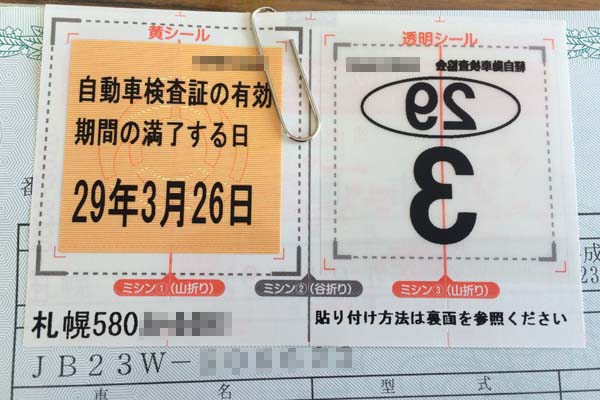 黄シール
自動車検査証の有効
期間の満了する日
29年3月26日
透明シール
29
3
ミシン①(山折り)
ミシン②(谷折り)
ミシン③(山折り)
札幌580
貼り付け方法は裏面を参照ください
JB23W-
車名
型式